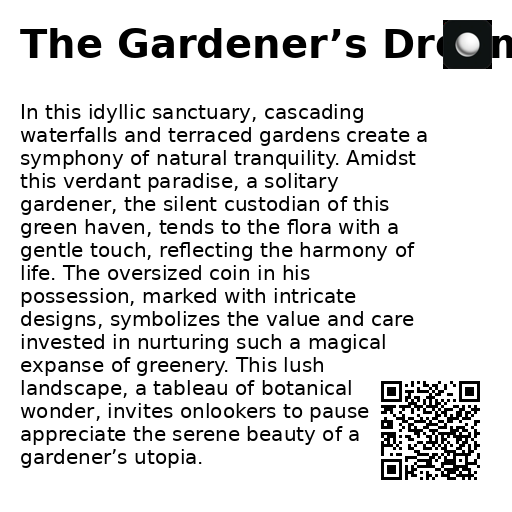 The Gardener’s Dream
In this idyllic sanctuary, cascading
waterfalls and terraced gardens create a
symphony of natural tranquility. Amidst
this verdant paradise, a solitary
gardener, the silent custodian of this
green haven, tends to the flora with a
gentle touch, reflecting the harmony of
life. The oversized coin in his
possession, marked with intricate
designs, symbolizes the value and care
invested in nurturing such a magical
expanse of greenery. This lush
landscape, a tableau of botanical
wonder, invites onlookers to pause
appreciate the serene beauty of a
gardener’s utopia.